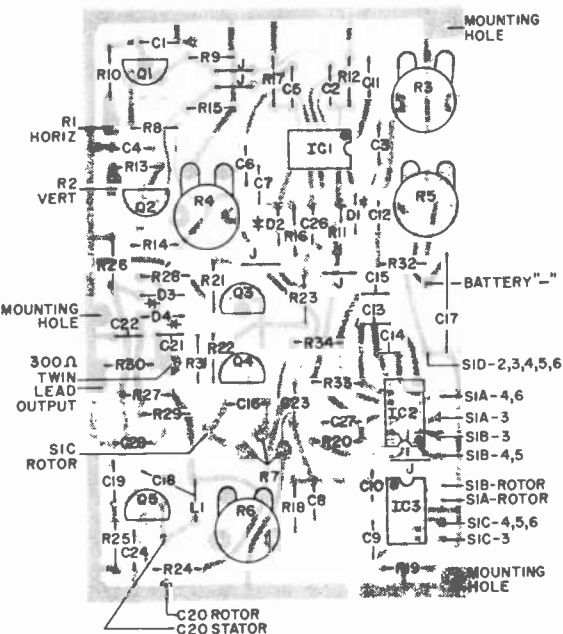 MOUNTING
HOLE
C1
R10
Q1
R9
J
J
R17
C5
C2
R12
C11
R3
R15
R1
HORIZ
R8
IC1
C4
C3
R13
C6
C7
R2
VERT
Q2
R4
R5
D2
R16
C26
R11
D1
C12
R14
J
R26
R28
R21
J
R32
C15
BATTERY "-"
D3
Q3
R23
C13
C17
MOUNTING
HOLE
D4
C22
C21
R22
R34
C14
300Ω
TWIN
LEAD
OUTPUT
R30
R31
Q4
SID-2,3,4,5,6
R33
R27
C16
C23
IC2
SIA-4,6
R29
C27
SIA-3
R20
SIB-3
SIC
ROTOR
C28
J
SIB-4,5
R7
C19
C18
Q5
L1
R6
R18
C8
C10
IC3
SIB-ROTOR
SIA-ROTOR
SIC-4,5,6
R25
C24
C9
SIC-3
R24
R19
MOUNTING
HOLE
C20 ROTOR
C20 STATOR